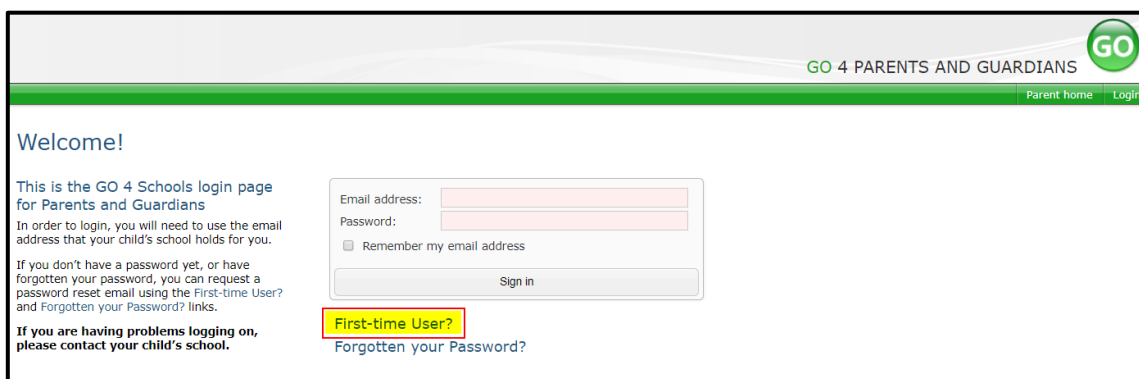 GO 4 PARENTS AND GUARDIANS
GO
Parent home
Login
Welcome!
This is the GO 4 Schools login page
for Parents and Guardians
In order to login, you will need to use the email
address that your child's school holds for you.
If you don't have a password yet, or have
forgotten your password, you can request a
password reset email using the First-time User?
and Forgotten your Password? links.
If you are having problems logging on,
please contact your child's school.
Email address:
Password:
Remember my email address
Sign in
First-time User?
Forgotten your Password?